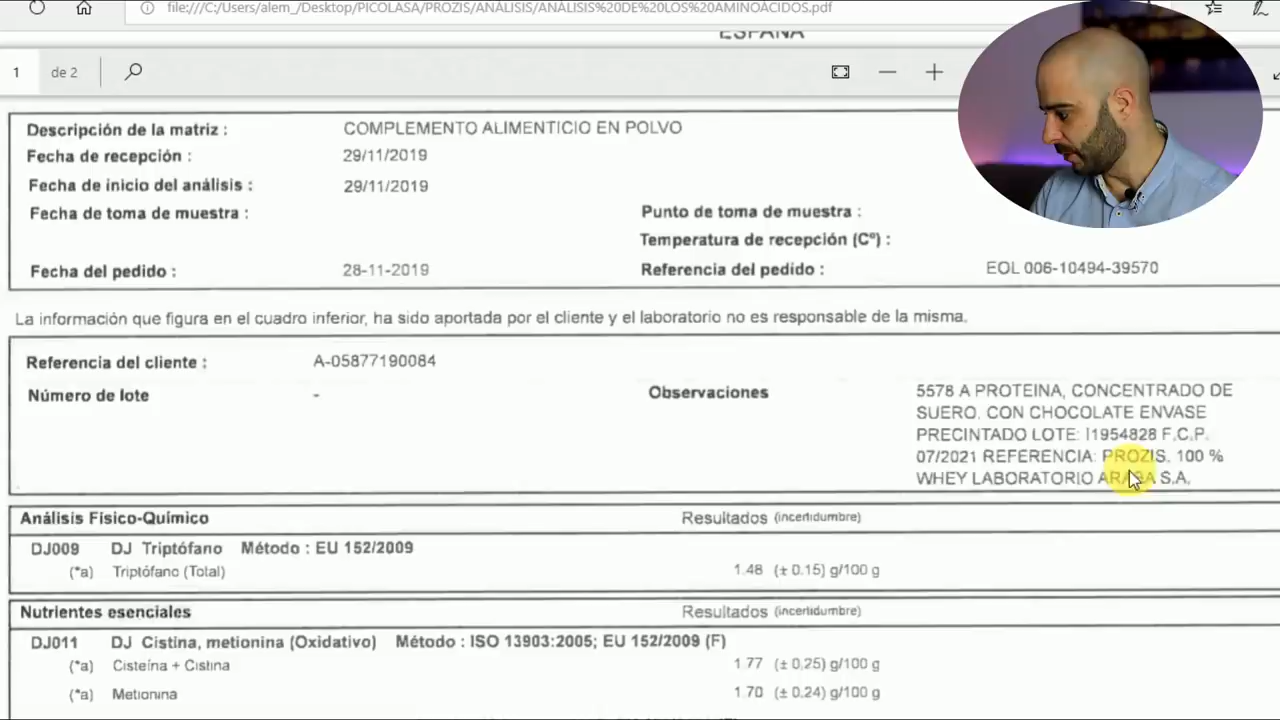 file:///C:/Users/alem_/Desktop/PICOLASA/PROZIS/ANÁLISIS/ANÁLISIS%20DE%20LOS%20AMINOÁCIDOS.pdf
ESPAÑA
1 de 2
Descripción de la matriz : COMPLEMENTO ALIMENTICIO EN POLVO
Fecha de recepción : 29/11/2019
Fecha de inicio del análisis : 29/11/2019
Fecha de toma de muestra : Punto de toma de muestra :
Temperatura de recepción (Cº) :
Fecha del pedido : 28-11-2019 Referencia del pedido : EOL 006-10494-39570
La información que figura en el cuadro inferior, ha sido aportada por el cliente y el laboratorio no es responsable de la misma.
Referencia del cliente : A-05877190084
Número de lote - Observaciones 5578 A PROTEINA, CONCENTRADO DE
SUERO. CON CHOCOLATE ENVASE
PRECINTADO LOTE: I1954828 F.C.P.
07/2021 REFERENCIA: PROZIS. 100 %
WHEY LABORATORIO ARABA S.A.
Análisis Físico-Químico Resultados (incertidumbre)
DJ009 DJ Triptófano Método : EU 152/2009
(*a) Triptófano (Total) 1.48 (± 0.15) g/100 g
Nutrientes esenciales Resultados (incertidumbre)
DJ011 DJ Cistina, metionina (Oxidativo) Método : ISO 13903:2005; EU 152/2009 (F)
(*a) Cisteína + Cistina 1.77 (± 0,25) g/100 g
(*a) Metionina 1.70 (± 0.24) g/100 g